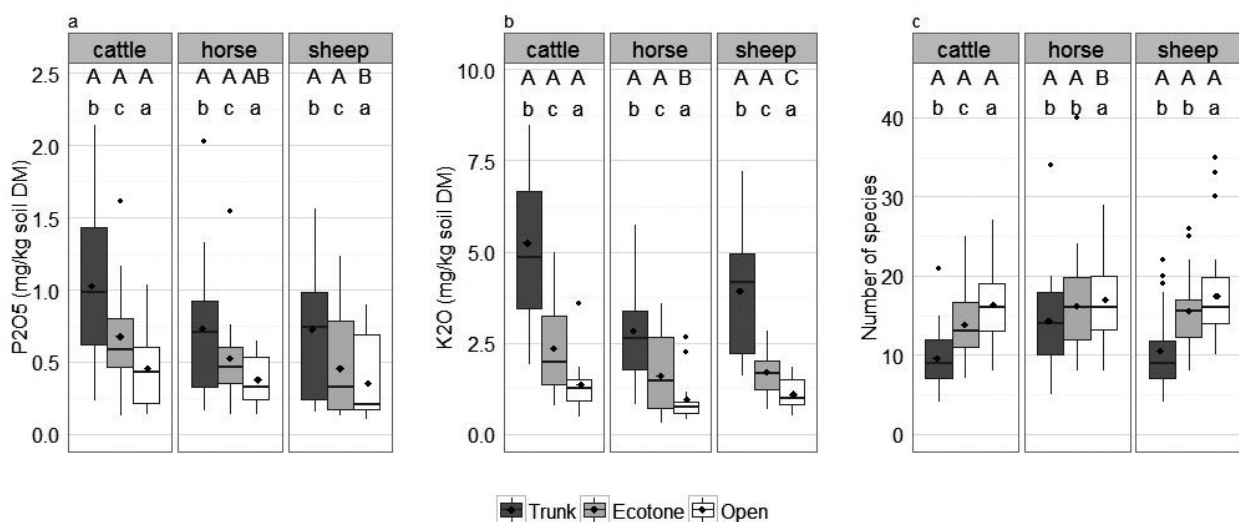 a
cattle horse sheep
A A A A A AB A A B
b c a b c a b c a
2.5
2.0
1.5
1.0
0.5
0.0
P2O5 (mg/kg soil DM)
b
cattle horse sheep
A A A A A B A A C
b c a b c a b c a
10.0
7.5
5.0
2.5
0.0
K2O (mg/kg soil DM)
c
cattle horse sheep
A A A A A B A A A
b c a b b a b b a
40
30
20
10
0
Number of species
Trunk Ecotone Open